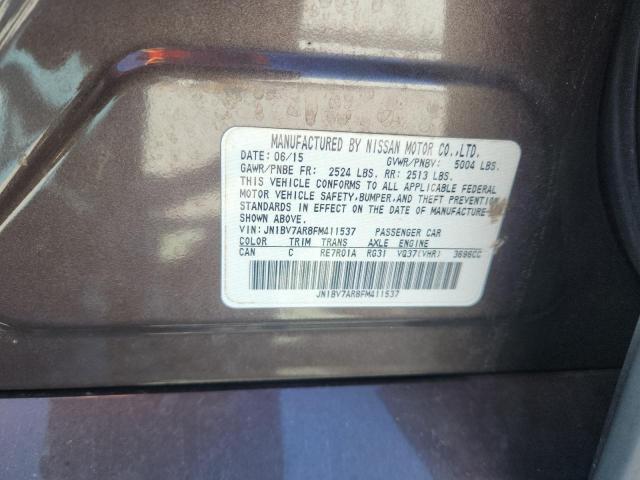 MANUFACTURED BY NISSAN MOTOR CO.,LTD.
DATE: 06/15 GVWR/PNBV: 5004 LBS.
GAWR/PNBE FR: 2524 LBS. RR: 2513 LBS.
THIS VEHICLE CONFORMS TO ALL APPLICABLE FEDERAL
MOTOR VEHICLE SAFETY,BUMPER, AND THEFT PREVENTION
STANDARDS IN EFFECT ON THE DATE OF MANUFACTURE
SHOWN ABOVE.
VIN: JN1BV7AR8FM411537 PASSENGER CAR
COLOR TRIM TRANS AXLE ENGINE
CAN C RE7R01A RG31 VQ37(VHR) 3696CC
JN1BV7AR8FM411537